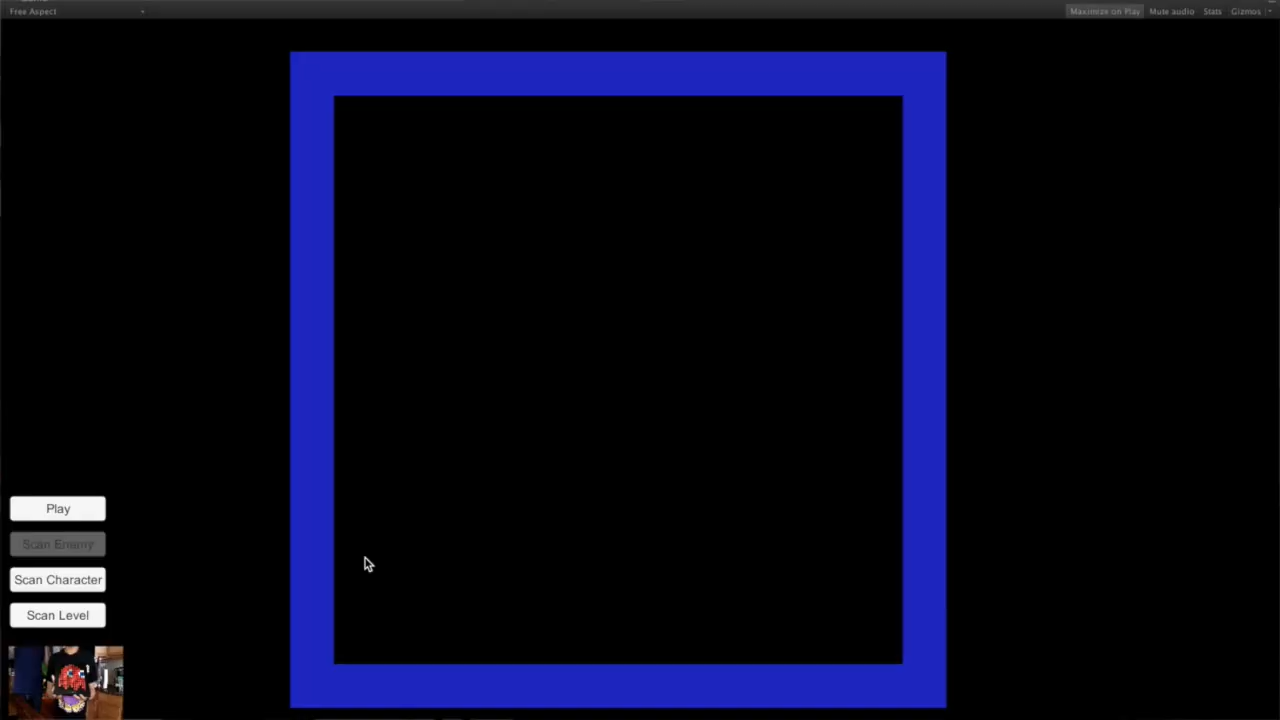 Free Aspect
Maximize on Play Mute audio Stats Gizmos
Play
Scan Enemy
Scan Character
Scan Level